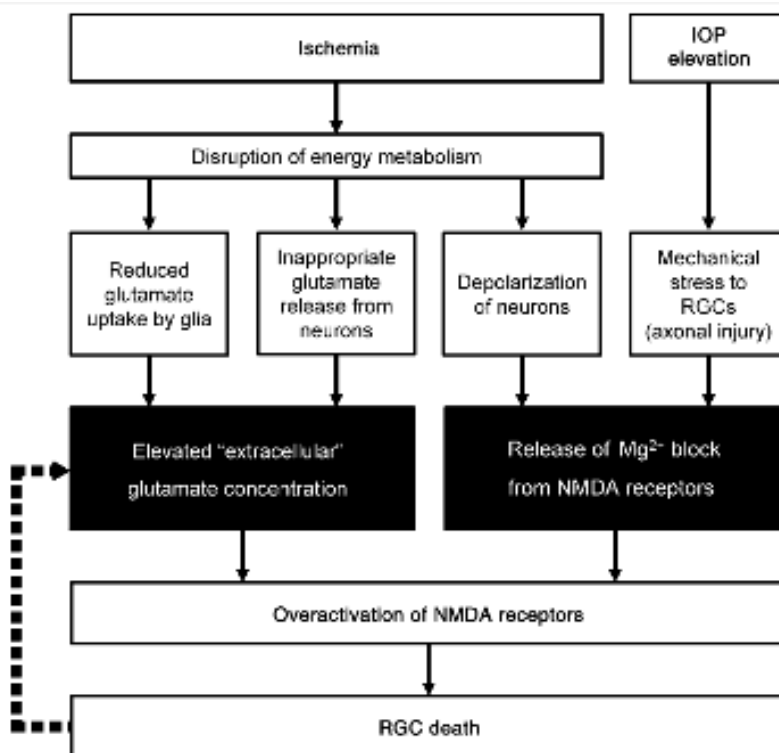 Ischemia
IOP
elevation
Disruption of energy metabolism
Reduced
glutamate
uptake by glia
Inappropriate
glutamate
release from
neurons
Depolarization
of neurons
Mechanical
stress to
RGCs
(axonal injury)
Elevated "extracellular"
glutamate concentration
Release of Mg²⁺ block
from NMDA receptors
Overactivation of NMDA receptors
RGC death